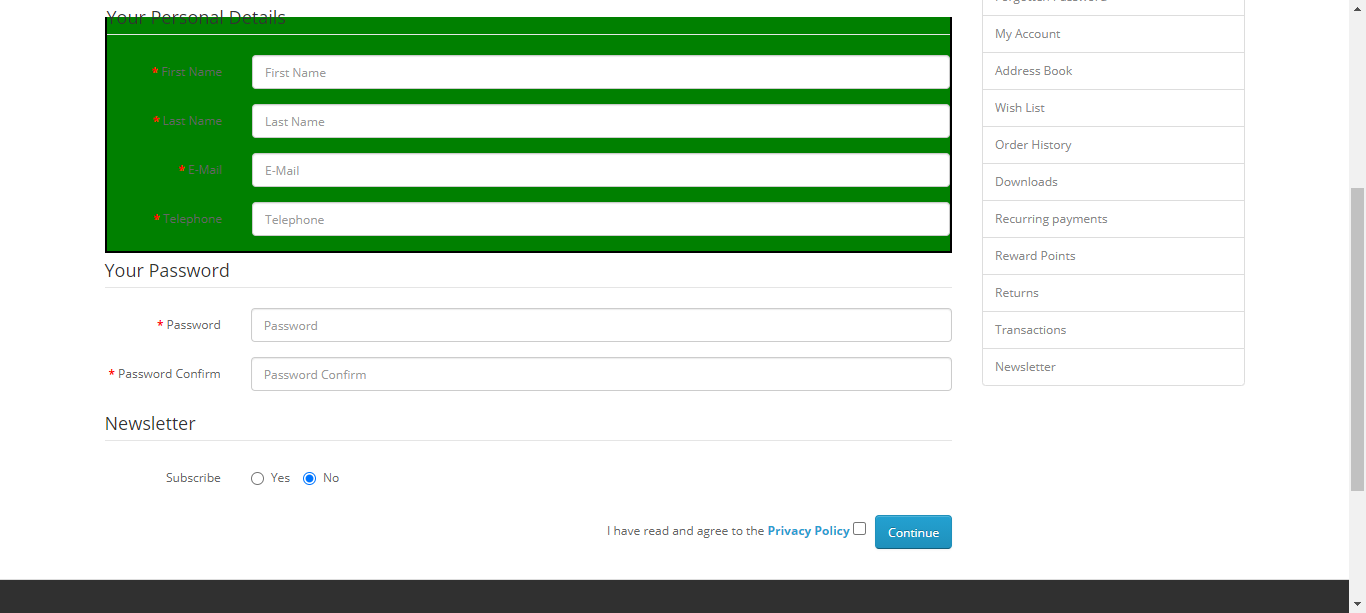 Your Personal Details
* First Name
First Name
* Last Name
Last Name
* E-Mail
E-Mail
* Telephone
Telephone
Your Password
* Password
Password
* Password Confirm
Password Confirm
Newsletter
Subscribe
Yes
No
I have read and agree to the Privacy Policy
Continue
Forgotten Password
My Account
Address Book
Wish List
Order History
Downloads
Recurring payments
Reward Points
Returns
Transactions
Newsletter